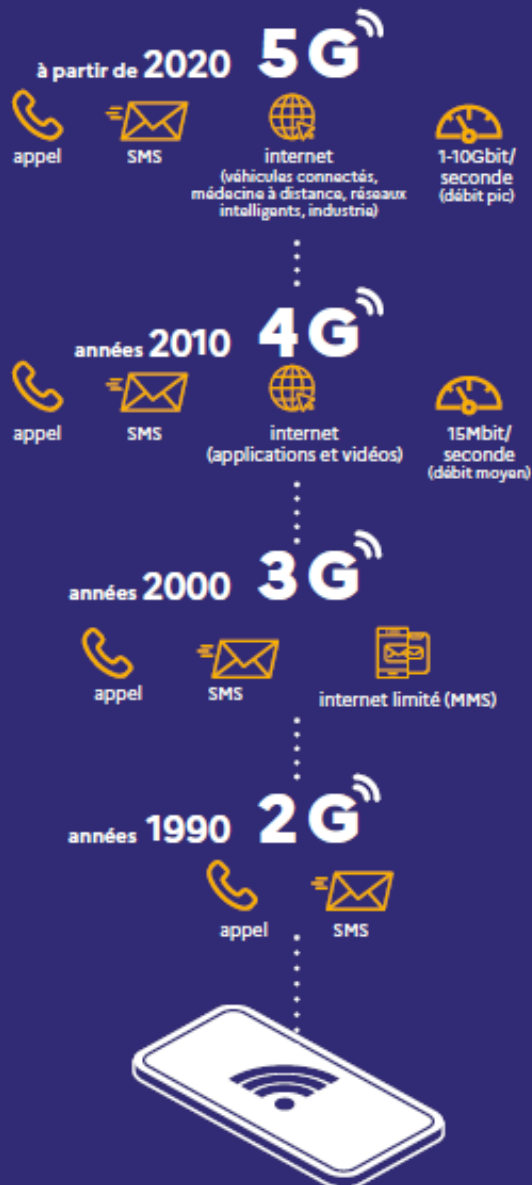 à partir de 2020 5G
appel
SMS
internet
(véhicules connectés,
médecine à distance, réseaux
intelligents, industrie)
1-10Gbit/
seconde
(débit pic)
années 2010 4G
appel
SMS
internet
(applications et vidéos)
15Mbit/
seconde
(débit moyen)
années 2000 3G
appel
SMS
internet limité (MMS)
années 1990 2G
appel
SMS